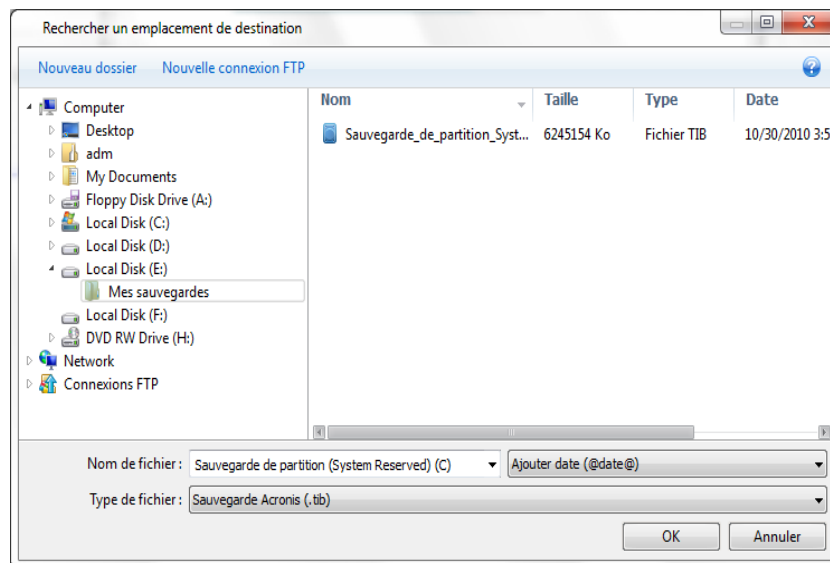 Rechercher un emplacement de destination
Nouveau dossier Nouvelle connexion FTP
Computer
Desktop
adm
My Documents
Floppy Disk Drive (A:)
Local Disk (C:)
Local Disk (D:)
Local Disk (E:)
Mes sauvegardes
Local Disk (F:)
DVD RW Drive (H:)
Network
Connexions FTP
Nom Taille Type Date
Sauvegarde_de_partition_Syst... 6245154 Ko Fichier TIB 10/30/2010 3:5
Nom de fichier : Sauvegarde de partition (System Reserved) (C) Ajouter date (@date@)
Type de fichier : Sauvegarde Acronis (.tib)
OK Annuler